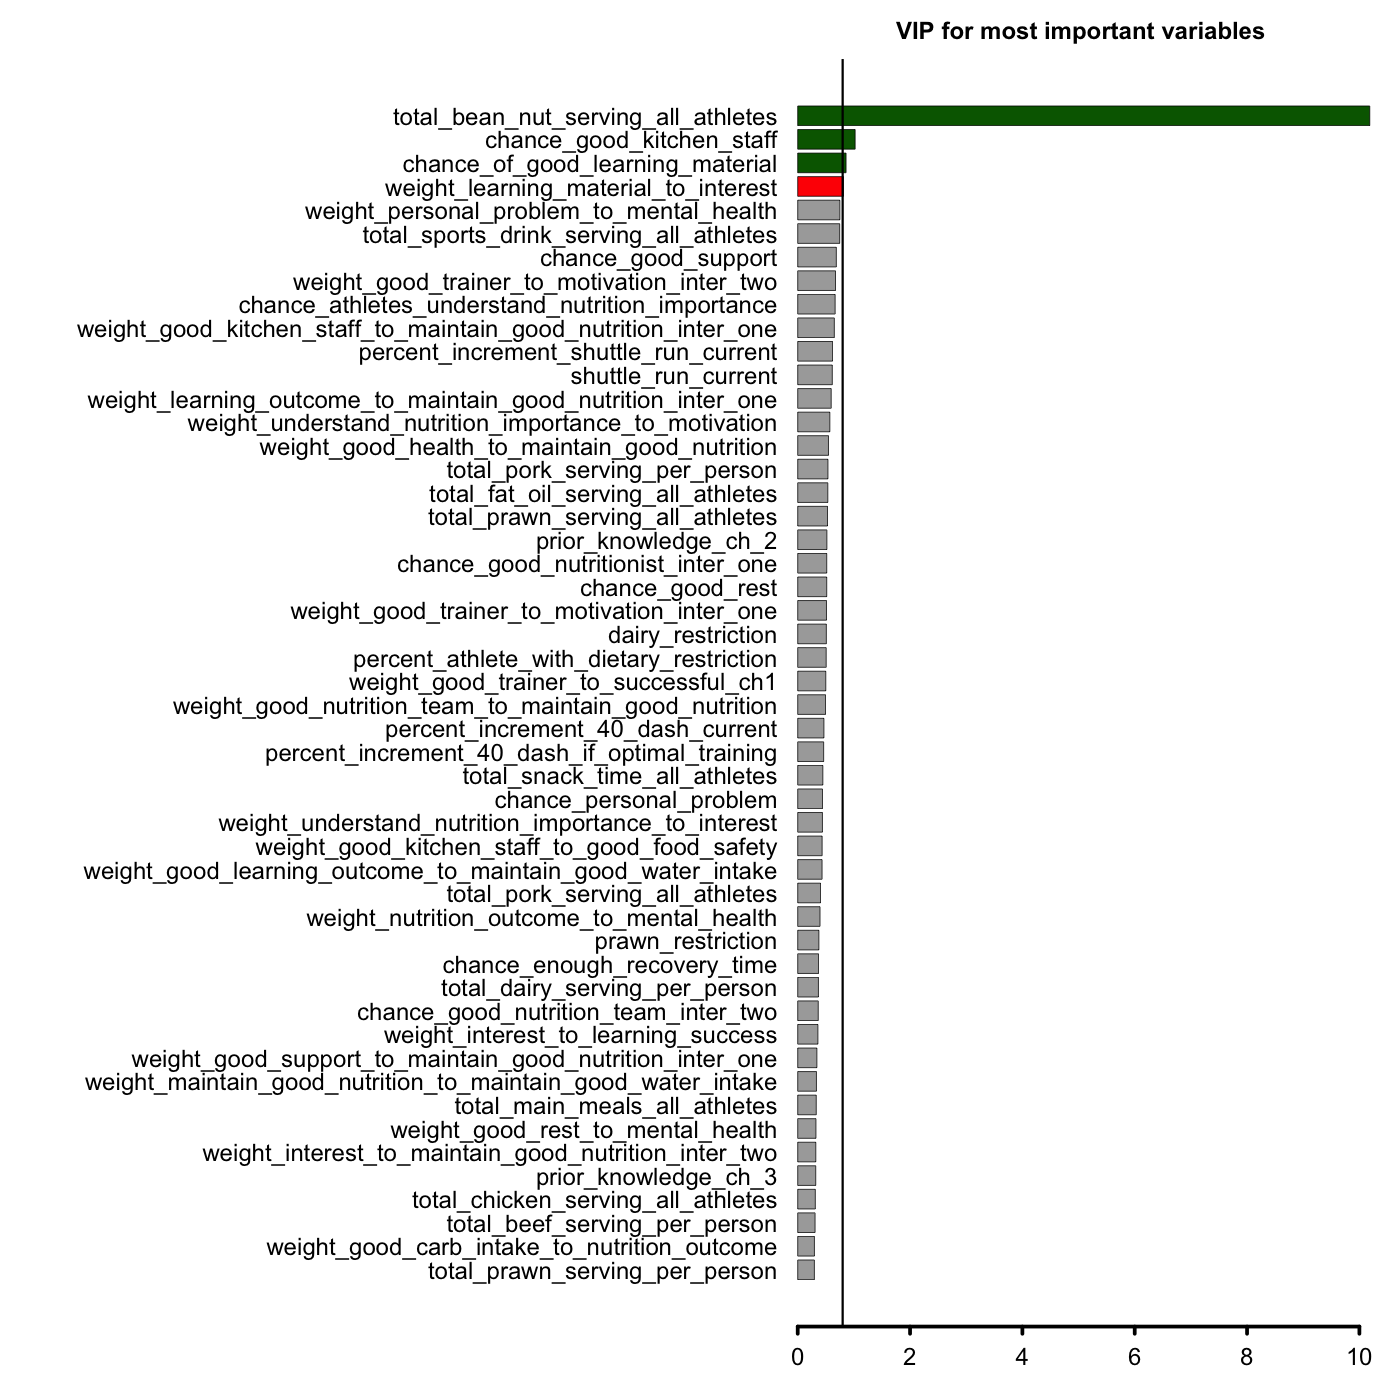 VIP for most important variables
total_bean_nut_serving_all_athletes
chance_good_kitchen_staff
chance_of_good_learning_material
weight_learning_material_to_interest
weight_personal_problem_to_mental_health
total_sports_drink_serving_all_athletes
chance_good_support
weight_good_trainer_to_motivation_inter_two
chance_athletes_understand_nutrition_importance
weight_good_kitchen_staff_to_maintain_good_nutrition_inter_one
percent_increment_shuttle_run_current
shuttle_run_current
weight_learning_outcome_to_maintain_good_nutrition_inter_one
weight_understand_nutrition_importance_to_motivation
weight_good_health_to_maintain_good_nutrition
total_pork_serving_per_person
total_fat_oil_serving_all_athletes
total_prawn_serving_all_athletes
prior_knowledge_ch_2
chance_good_nutritionist_inter_one
chance_good_rest
weight_good_trainer_to_motivation_inter_one
dairy_restriction
percent_athlete_with_dietary_restriction
weight_good_trainer_to_successful_ch1
weight_good_nutrition_team_to_maintain_good_nutrition
percent_increment_40_dash_current
percent_increment_40_dash_if_optimal_training
total_snack_time_all_athletes
chance_personal_problem
weight_understand_nutrition_importance_to_interest
weight_good_kitchen_staff_to_good_food_safety
weight_good_learning_outcome_to_maintain_good_water_intake
total_pork_serving_all_athletes
weight_nutrition_outcome_to_mental_health
prawn_restriction
chance_enough_recovery_time
total_dairy_serving_per_person
chance_good_nutrition_team_inter_two
weight_interest_to_learning_success
weight_good_support_to_maintain_good_nutrition_inter_one
weight_maintain_good_nutrition_to_maintain_good_water_intake
total_main_meals_all_athletes
weight_good_rest_to_mental_health
weight_interest_to_maintain_good_nutrition_inter_two
prior_knowledge_ch_3
total_chicken_serving_all_athletes
total_beef_serving_per_person
weight_good_carb_intake_to_nutrition_outcome
total_prawn_serving_per_person
0 2 4 6 8 10